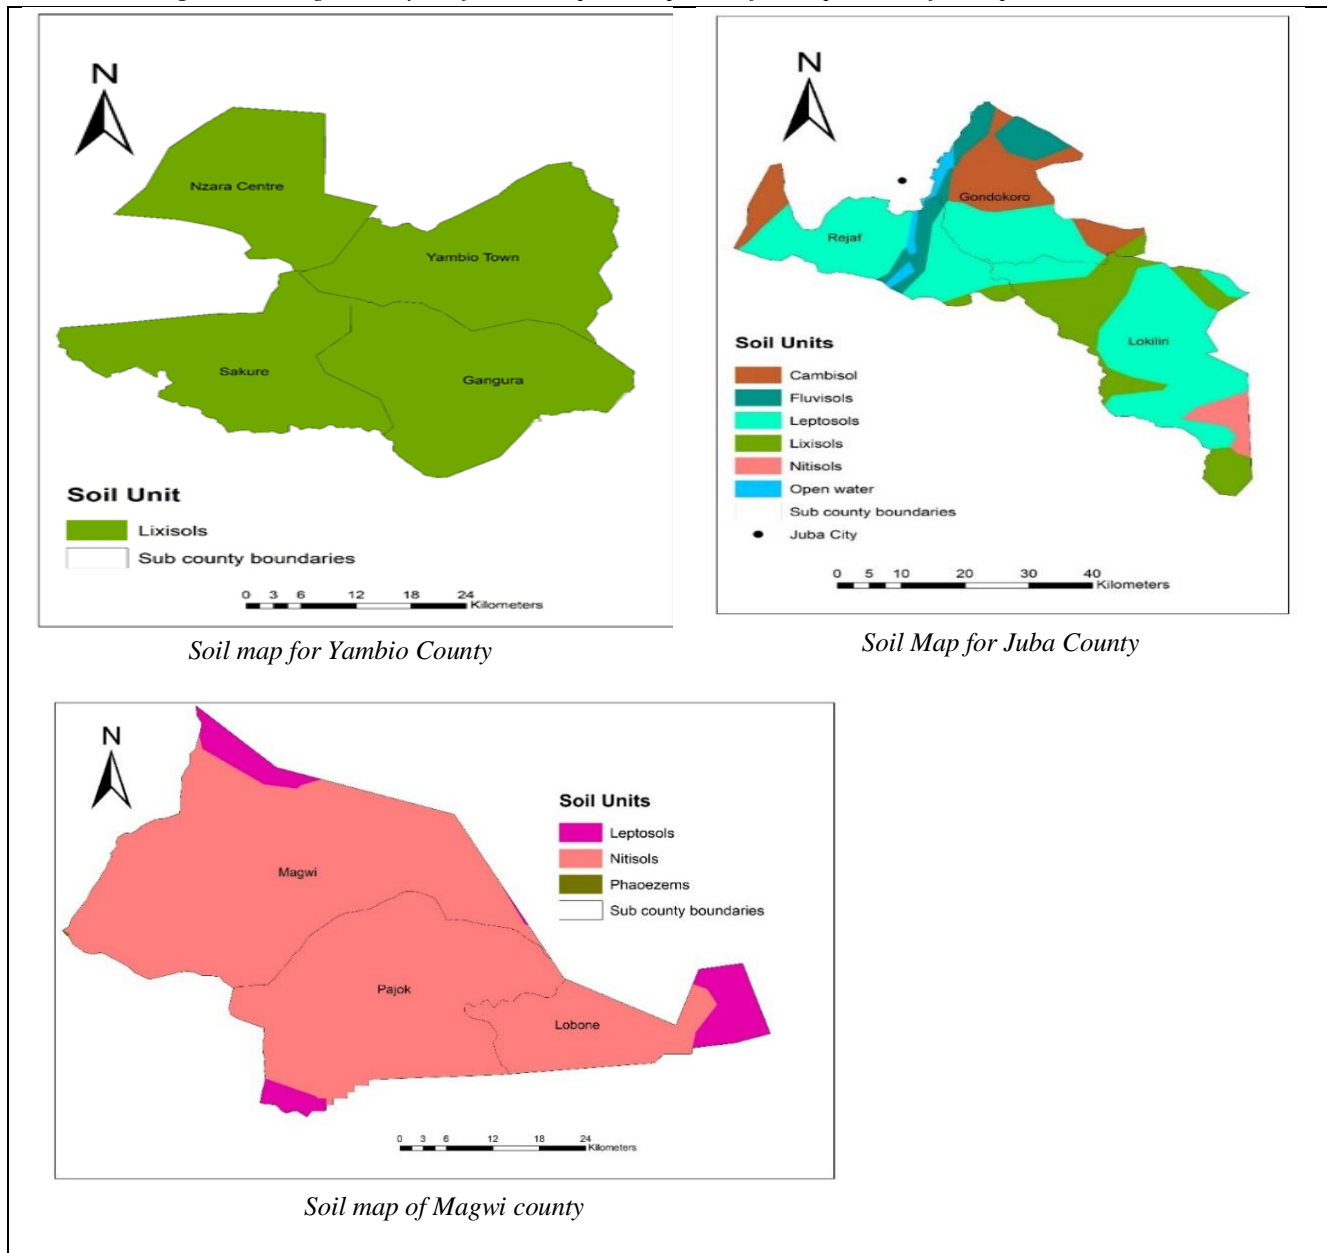 N
Nzara Centre
Yambio Town
Sakure
Gangura
Soil Unit
Lixisols
Sub county boundaries
0 3 6 12 18 24
Kilometers
Soil map for Yambio County
N
Gondokoro
Rejaf
Lokiliri
Soil Units
Cambisol
Fluvisols
Leptosols
Lixisols
Nitisols
Open water
Sub county boundaries
Juba City
0 5 10 20 30 40
Kilometers
Soil Map for Juba County
N
Magwi
Pajok
Lobone
Soil Units
Leptosols
Nitisols
Phaoezems
Sub county boundaries
0 3 6 12 18 24
Kilometers
Soil map of Magwi county